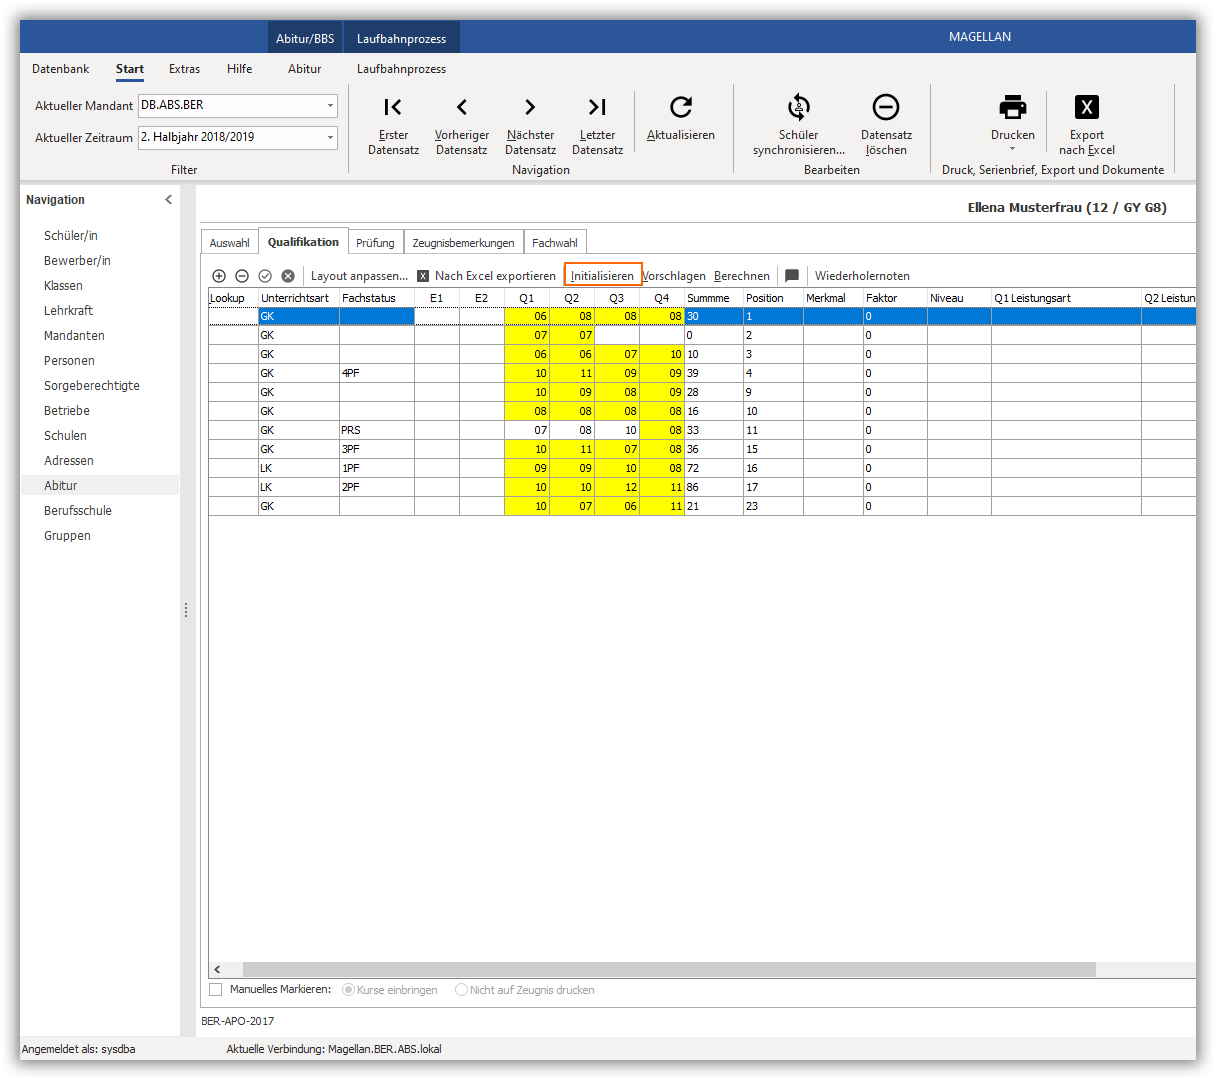 Abitur/BBS Laufbahnprozess MAGELLAN
Datenbank Start Extras Hilfe Abitur Laufbahnprozess
Aktueller Mandant DB.ABS.BER
Aktueller Zeitraum 2. Halbjahr 2018/2019
Filter
Erster Datensatz
Vorheriger Datensatz
Nächster Datensatz
Letzter Datensatz
Aktualisieren
Navigation
Schüler synchronisieren...
Datensatz löschen
Bearbeiten
Drucken
Export nach Excel
Druck, Serienbrief, Export und Dokumente
Navigation
Schüler/in
Bewerber/in
Klassen
Lehrkraft
Mandanten
Personen
Sorgeberechtigte
Betriebe
Schulen
Adressen
Abitur
Berufsschule
Gruppen
Ellena Musterfrau (12 / GY G8)
Auswahl Qualifikation Prüfung Zeugnisbemerkungen Fachwahl
Layout anpassen... X Nach Excel exportieren Initialisieren Vorschlagen Berechnen Wiederholernoten
Lookup Unterrichtsart Fachstatus E1 E2 Q1 Q2 Q3 Q4 Summme Position Merkmal Faktor Niveau Q1 Leistungsart Q2 Leistun
GK 06 08 08 08 30 1 0
GK 07 07 0 2 0
GK 06 06 07 10 10 3 0
GK 4PF 10 11 09 09 39 4 0
GK 10 09 08 09 28 9 0
GK 08 08 08 08 16 10 0
GK PRS 07 08 10 08 33 11 0
GK 3PF 10 11 07 08 36 15 0
LK 1PF 09 09 10 08 72 16 0
LK 2PF 10 10 12 11 86 17 0
GK 10 07 06 11 21 23 0
Manuelles Markieren: Kurse einbringen Nicht auf Zeugnis drucken
BER-APO-2017
Angemeldet als: sysdba Aktuelle Verbindung: Magellan.BER.ABS.lokal